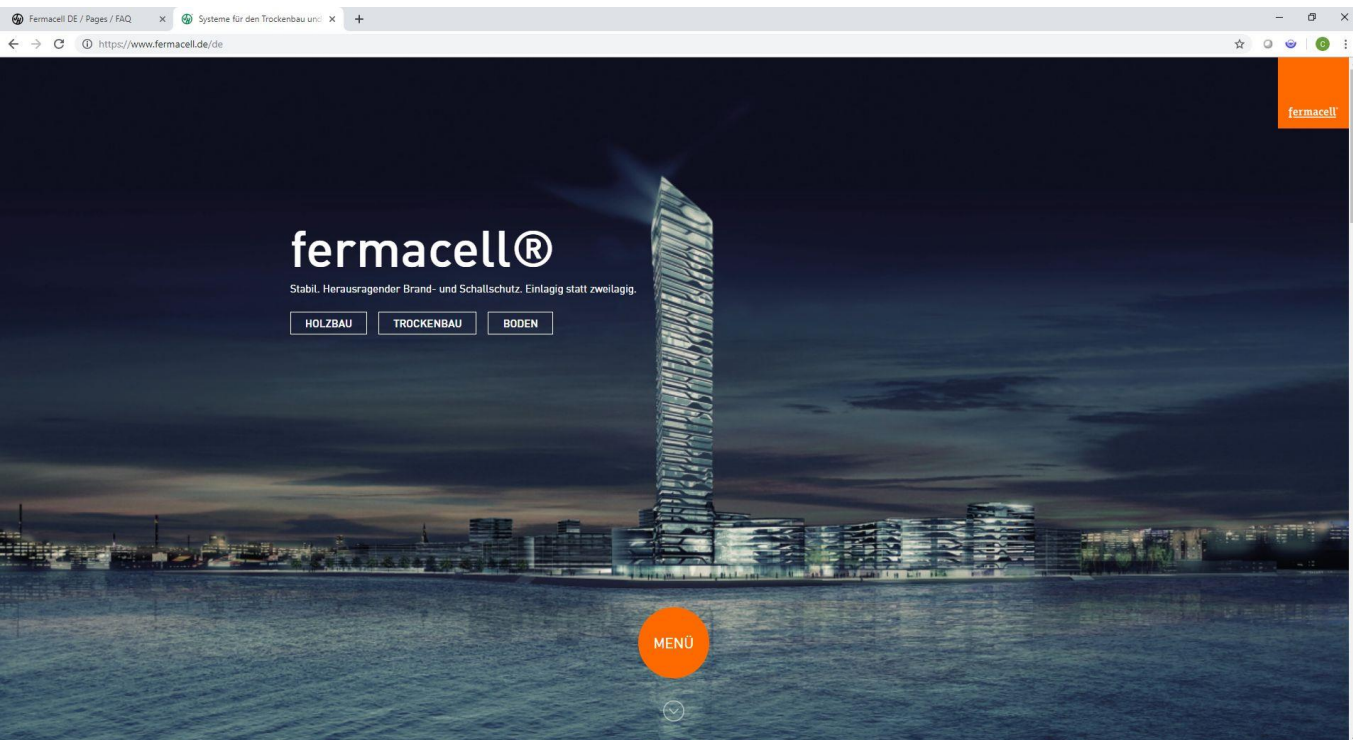 Fermacell DE / Pages / FAQ
Systeme für den Trockenbau un
https://www.fermacell.de/de
C
fermacell®
fermacell®
Stabil. Herausragender Brand- und Schallschutz. Einlagig statt zweilagig.
HOLZBAU TROCKENBAU BODEN
MENÜ